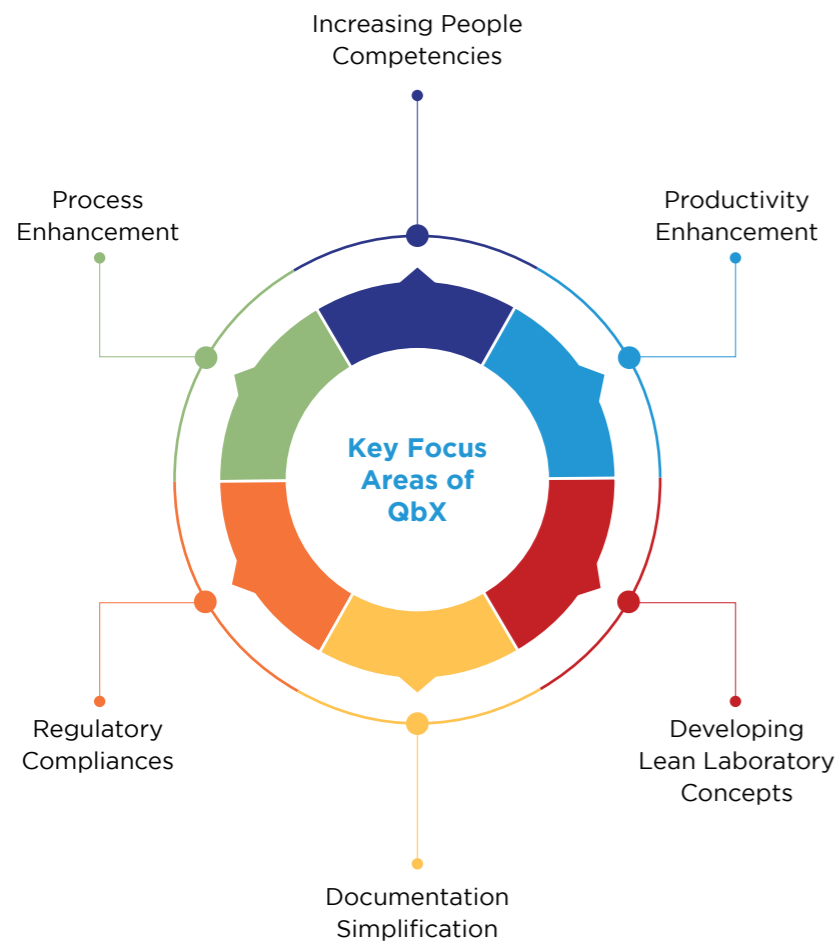 Increasing People
Competencies
Process
Enhancement
Productivity
Enhancement
Key Focus
Areas of
QbX
Regulatory
Compliances
Developing
Lean Laboratory
Concepts
Documentation
Simplification